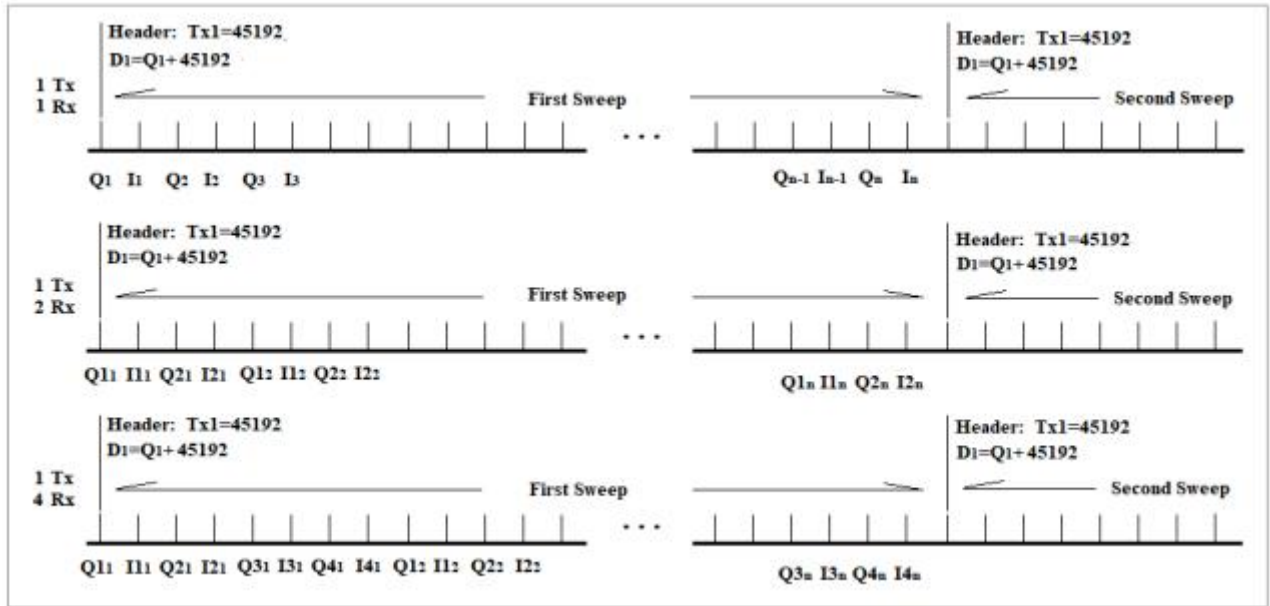 Header: Tx1=45192
D1=Q1+45192
Header: Tx1=45192
D1=Q1+45192
1 Tx
1 Rx
First Sweep
Second Sweep
. . .
Q1 I1 Q2 I2 Q3 I3
Qn-1 In-1 Qn In
Header: Tx1=45192
D1=Q1+45192
Header: Tx1=45192
D1=Q1+45192
1 Tx
2 Rx
First Sweep
Second Sweep
. . .
Q11 I11 Q21 I21 Q12 I12 Q22 I22
Q1n I1n Q2n I2n
Header: Tx1=45192
D1=Q1+45192
Header: Tx1=45192
D1=Q1+45192
1 Tx
4 Rx
First Sweep
Second Sweep
. . .
Q11 I11 Q21 I21 Q31 I31 Q41 I41 Q12 I12 Q22 I22
Q3n I3n Q4n I4n